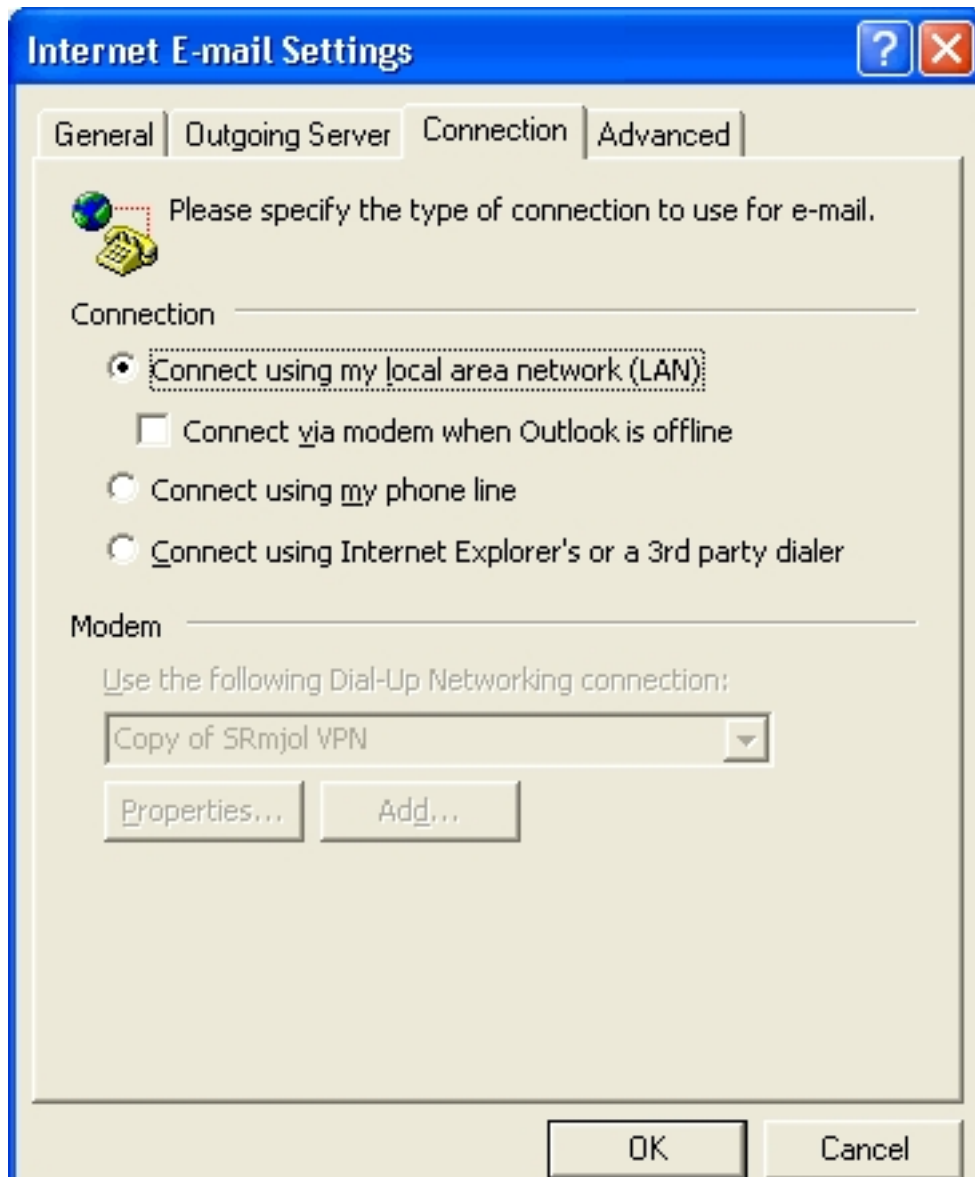 Internet E-mail Settings
General
Outgoing Server
Connection
Advanced
Please specify the type of connection to use for e-mail.
Connection
Connect using my local area network (LAN)
Connect via modem when Outlook is offline
Connect using my phone line
Connect using Internet Explorer's or a 3rd party dialer
Modem
Use the following Dial-Up Networking connection:
Copy of SRmjol VPN
Properties...
Add...
OK
Cancel